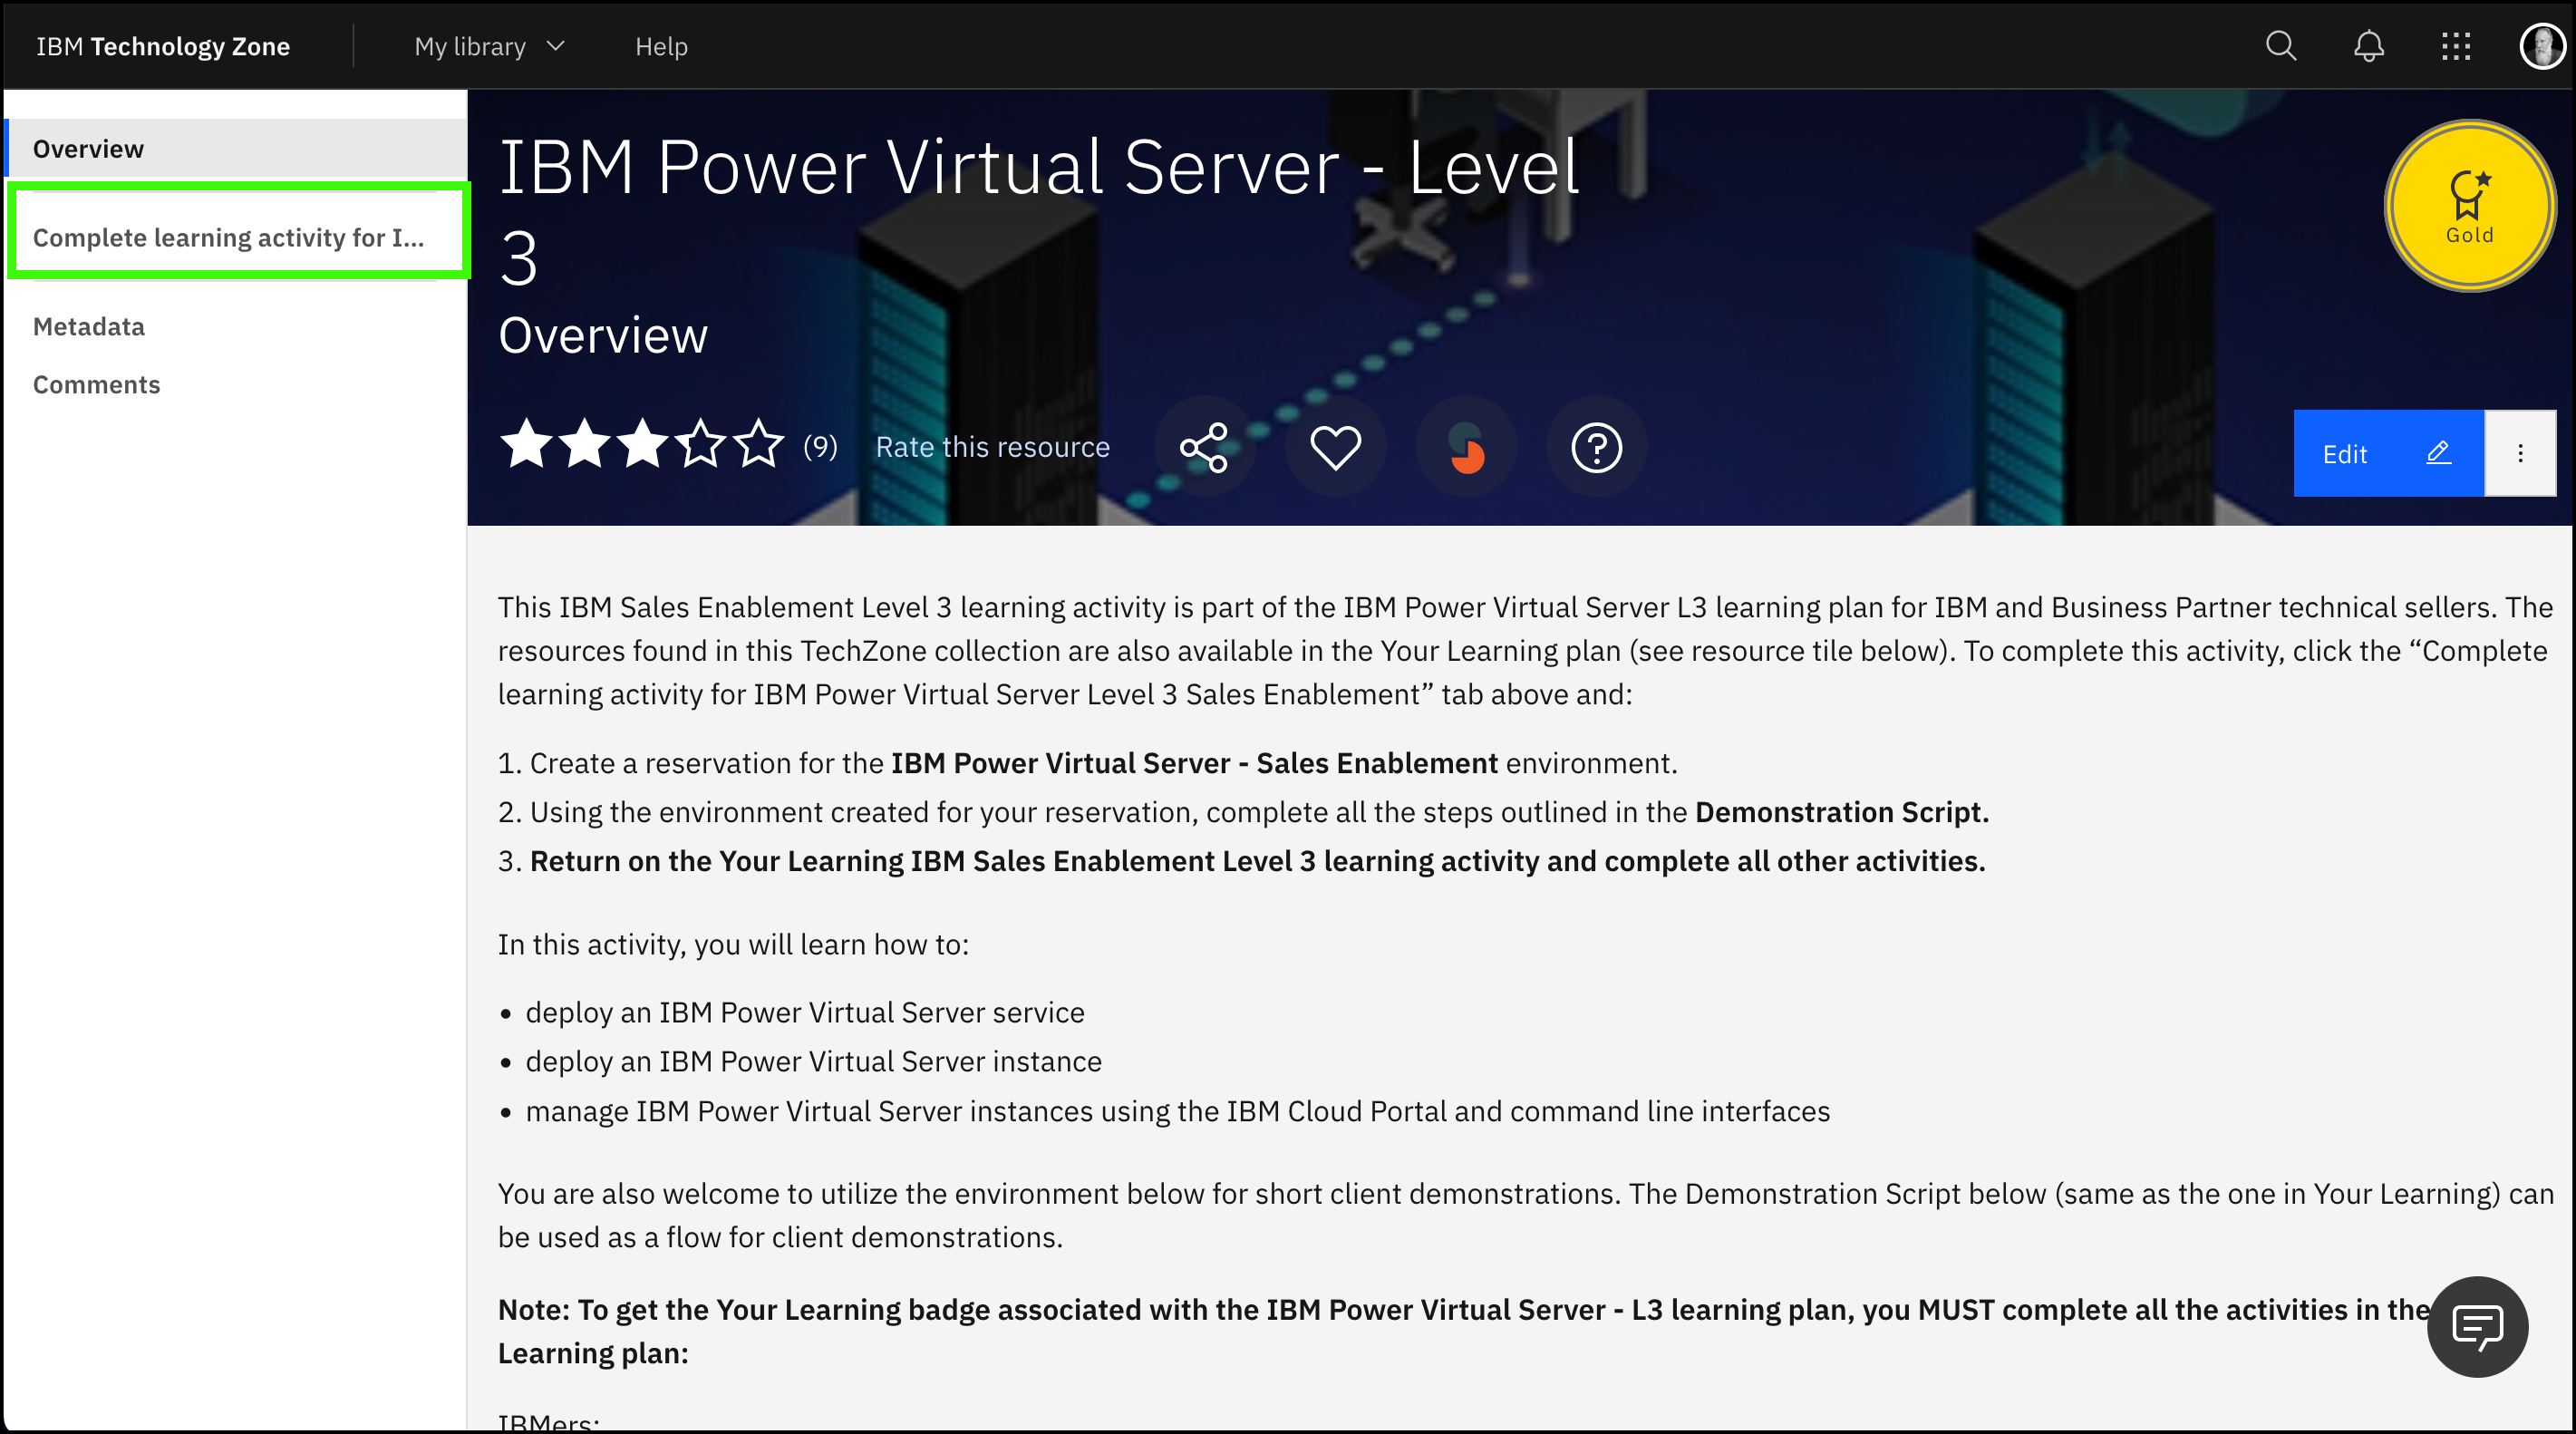 IBM Technology Zone
My library
Help
Overview
Complete learning activity for I...
Metadata
Comments
IBM Power Virtual Server - Level
3
Overview
Gold
(9)
Rate this resource
Edit
This IBM Sales Enablement Level 3 learning activity is part of the IBM Power Virtual Server L3 learning plan for IBM and Business Partner technical sellers. The
resources found in this TechZone collection are also available in the Your Learning plan (see resource tile below). To complete this activity, click the “Complete
learning activity for IBM Power Virtual Server Level 3 Sales Enablement” tab above and:
1. Create a reservation for the IBM Power Virtual Server - Sales Enablement environment.
2. Using the environment created for your reservation, complete all the steps outlined in the Demonstration Script.
3. Return on the Your Learning IBM Sales Enablement Level 3 learning activity and complete all other activities.
In this activity, you will learn how to:
• deploy an IBM Power Virtual Server service
• deploy an IBM Power Virtual Server instance
• manage IBM Power Virtual Server instances using the IBM Cloud Portal and command line interfaces
You are also welcome to utilize the environment below for short client demonstrations. The Demonstration Script below (same as the one in Your Learning) can
be used as a flow for client demonstrations.
Note: To get the Your Learning badge associated with the IBM Power Virtual Server - L3 learning plan, you MUST complete all the activities in the
Learning plan:
IBMers: